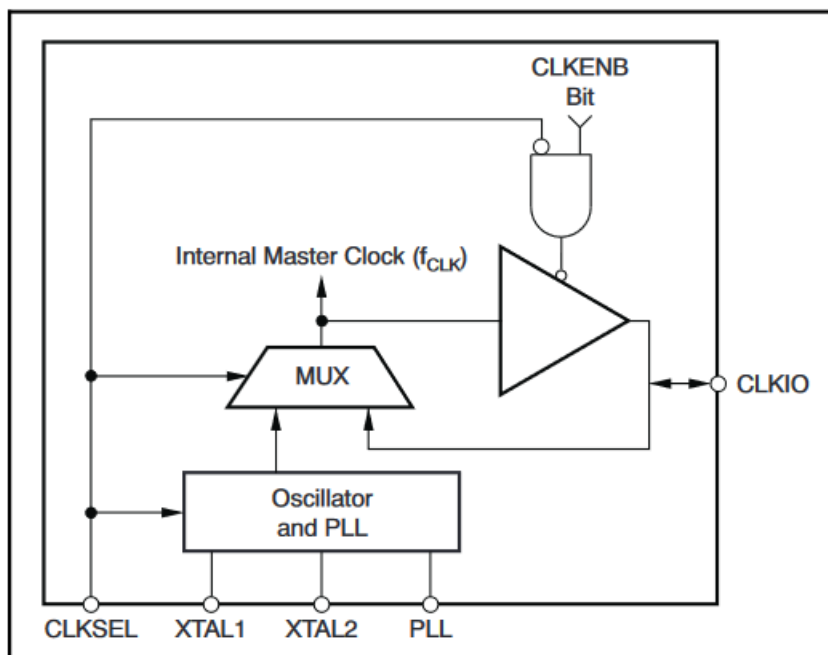 CLKENB
Bit
Internal Master Clock (fCLK)
MUX
CLKIO
Oscillator
and PLL
CLKSEL XTAL1 XTAL2 PLL